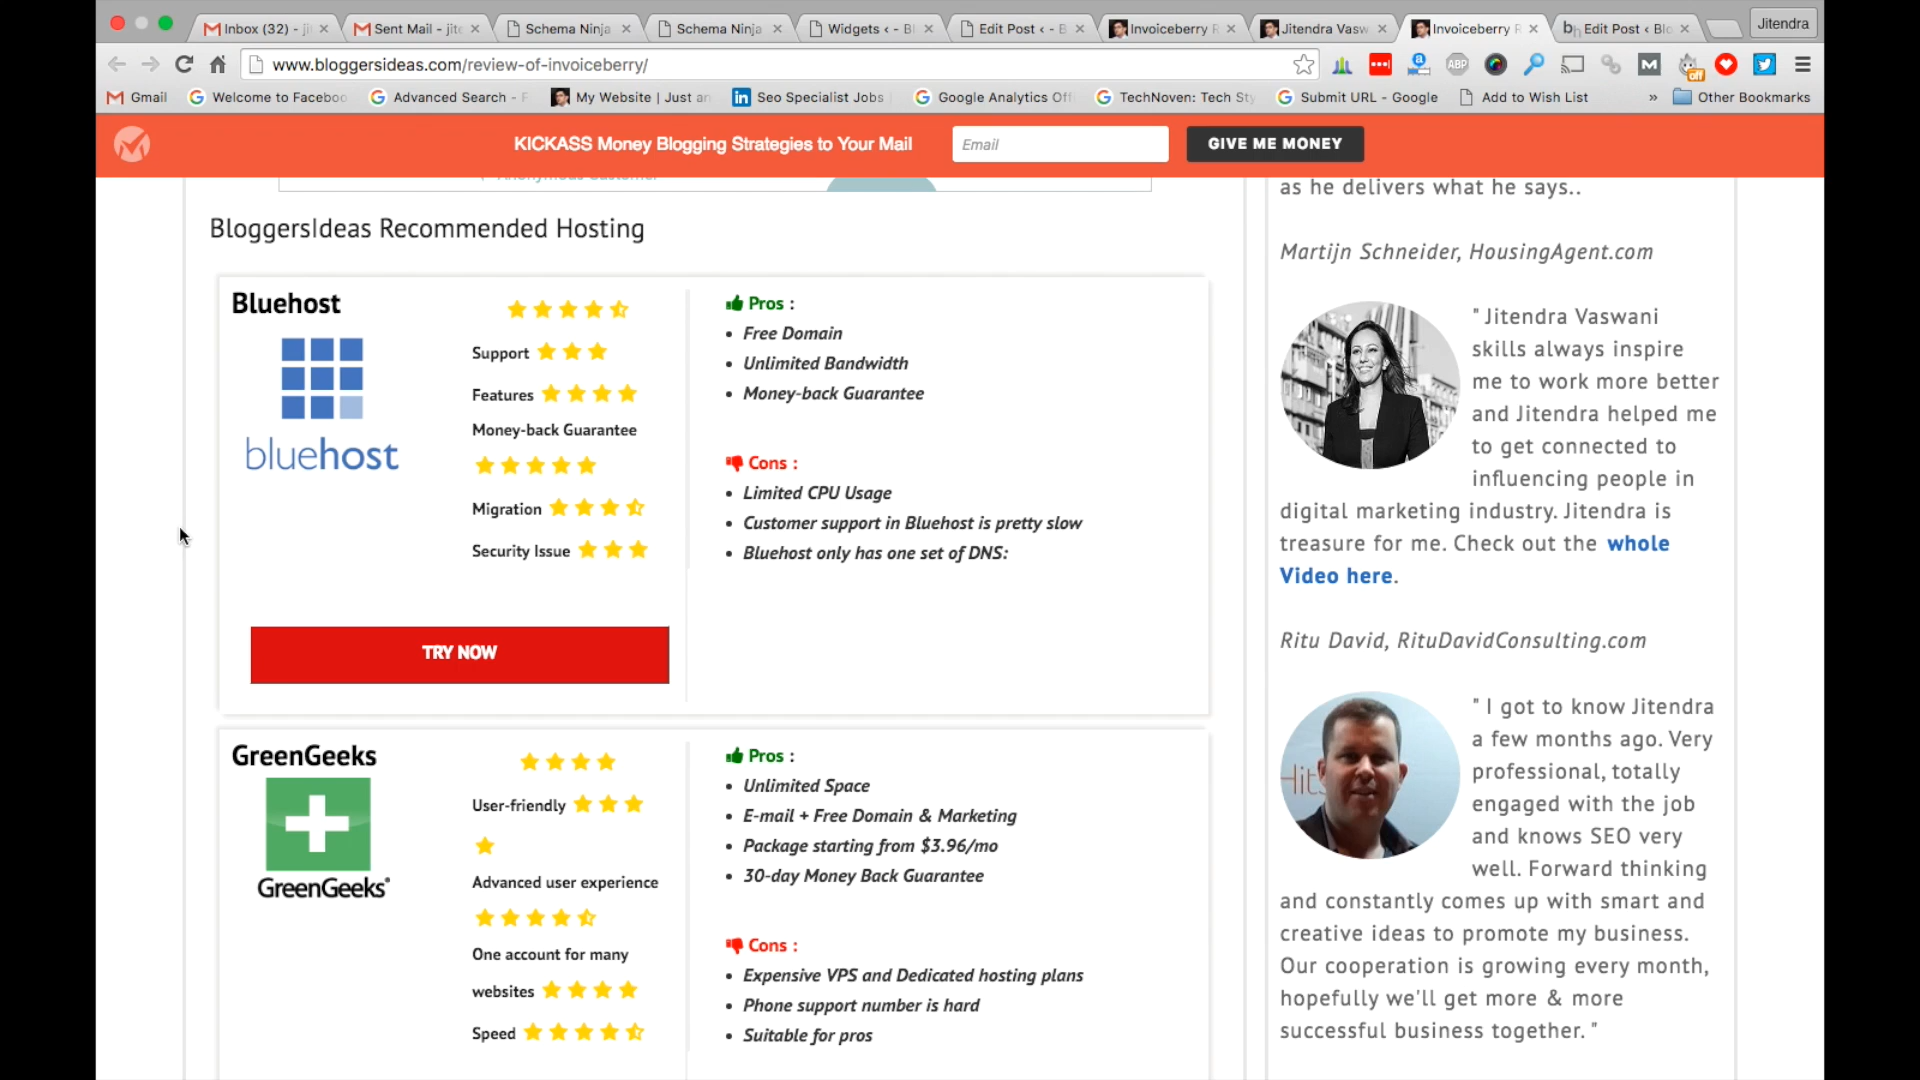 Inbox (32) - ji
Sent Mail - jite
Schema Ninja
Schema Ninja
Widgets ‹ - Bl
Edit Post ‹ - B
Invoiceberry R
Jitendra Vasw
Invoiceberry R
Edit Post ‹ Blo
Jitendra
www.bloggersideas.com/review-of-invoiceberry/
ABP
off
Gmail
Welcome to Faceboo
Advanced Search - F
My Website | Just an
Seo Specialist Jobs
Google Analytics Off
TechNoven: Tech Sty
Submit URL - Google
Add to Wish List
»
Other Bookmarks
KICKASS Money Blogging Strategies to Your Mail
Email
GIVE ME MONEY
BloggersIdeas Recommended Hosting
Bluehost
bluehost
Support
Features
Money-back Guarantee
Migration
Security Issue
TRY NOW
Pros :
• Free Domain
• Unlimited Bandwidth
• Money-back Guarantee
Cons :
• Limited CPU Usage
• Customer support in Bluehost is pretty slow
• Bluehost only has one set of DNS:
GreenGeeks
GreenGeeks®
User-friendly
Advanced user experience
One account for many
websites
Speed
Pros :
• Unlimited Space
• E-mail + Free Domain & Marketing
• Package starting from $3.96/mo
• 30-day Money Back Guarantee
Cons :
• Expensive VPS and Dedicated hosting plans
• Phone support number is hard
• Suitable for pros
as he delivers what he says..
Martijn Schneider, HousingAgent.com
" Jitendra Vaswani
skills always inspire
me to work more better
and Jitendra helped me
to get connected to
influencing people in
digital marketing industry. Jitendra is
treasure for me. Check out the whole
Video here.
Ritu David, RituDavidConsulting.com
" I got to know Jitendra
a few months ago. Very
professional, totally
engaged with the job
and knows SEO very
well. Forward thinking
and constantly comes up with smart and
creative ideas to promote my business.
Our cooperation is growing every month,
hopefully we'll get more & more
successful business together. "